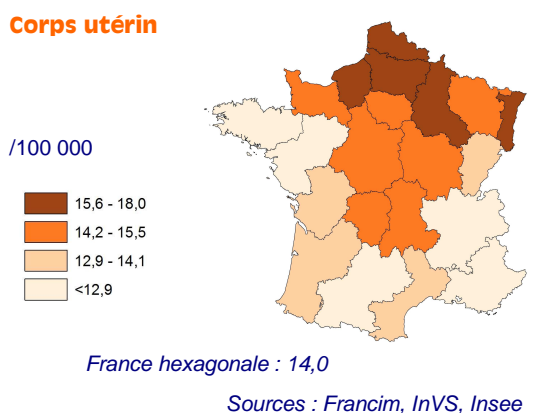 Corps utérin
/100 000
15,6 - 18,0
14,2 - 15,5
12,9 - 14,1
<12,9
France hexagonale : 14,0
Sources : Francim, InVS, Insee